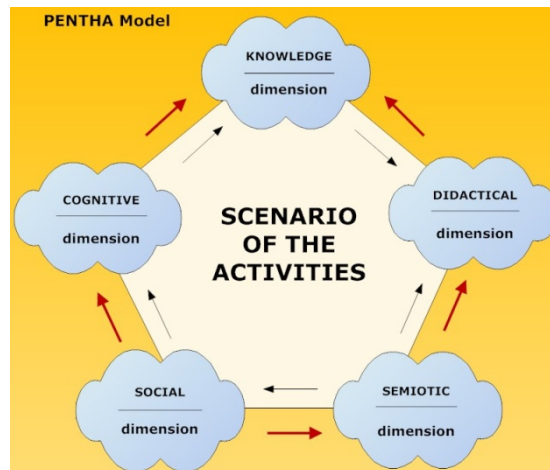 PENTHA Model
KNOWLEDGE
dimension
COGNITIVE
dimension
DIDACTICAL
dimension
SCENARIO
OF THE
ACTIVITIES
SOCIAL
dimension
SEMIOTIC
dimension